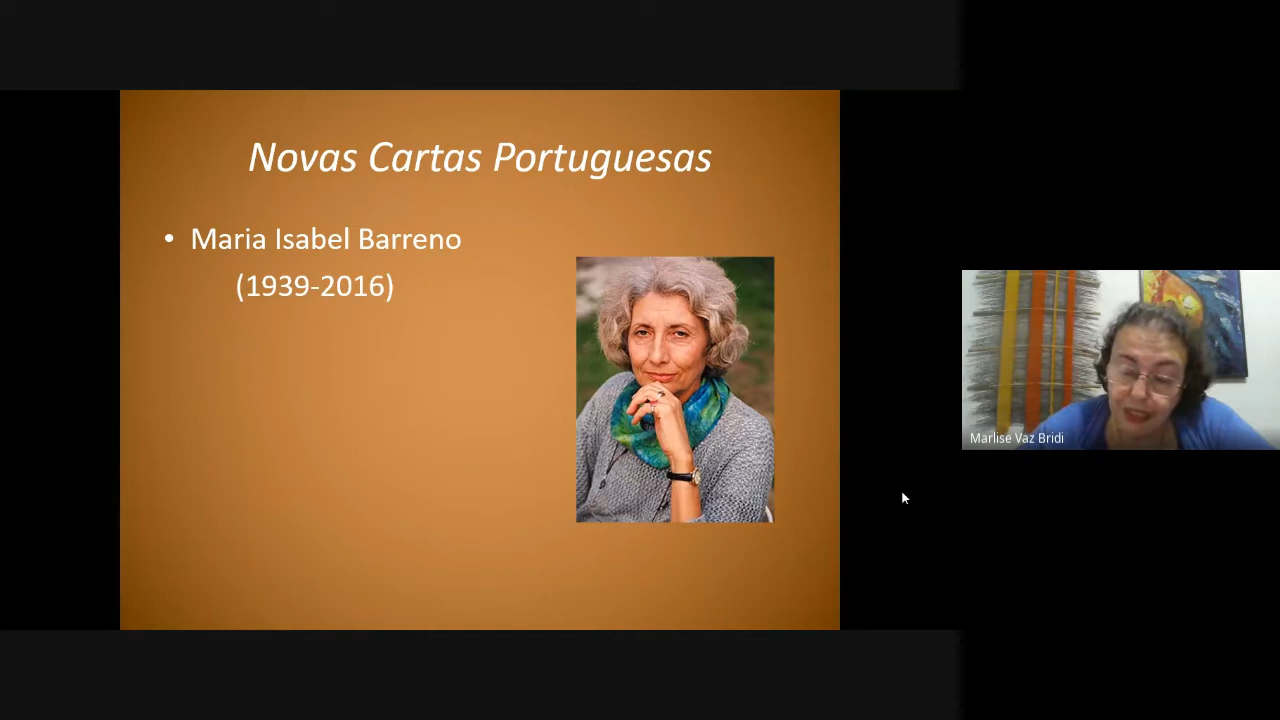 Novas Cartas Portuguesas
• Maria Isabel Barreno
(1939-2016)
Marlise Vaz Bridi